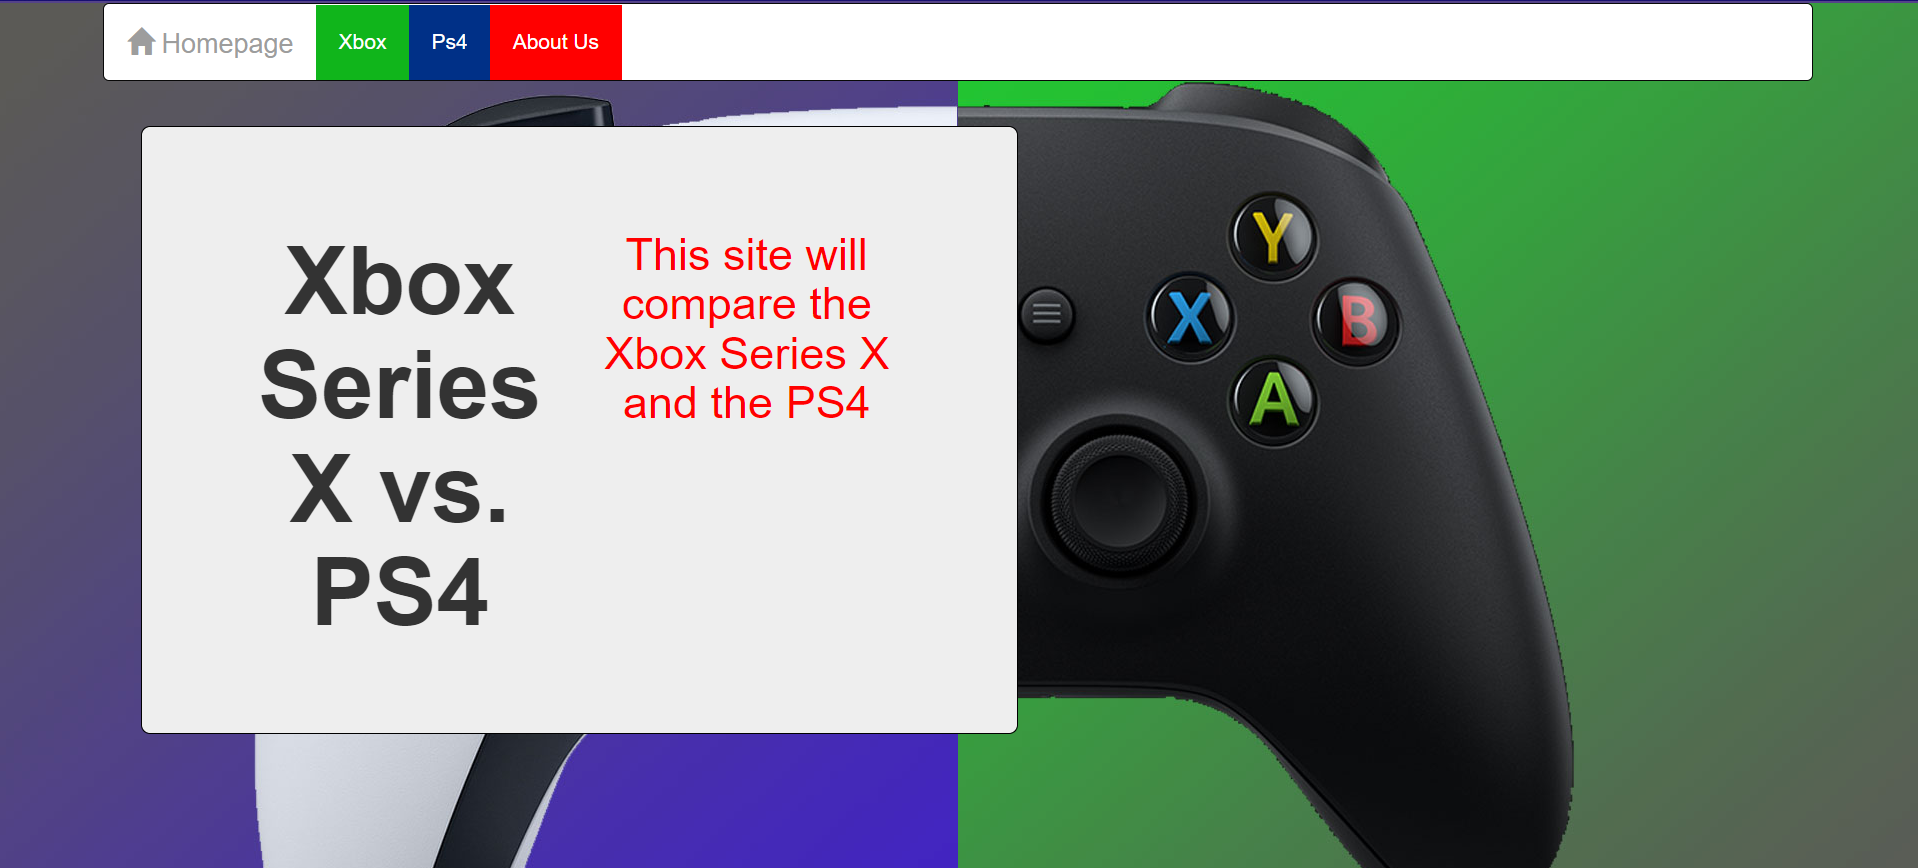 Homepage Xbox Ps4 About Us
Xbox
Series
X vs.
PS4
This site will
compare the
Xbox Series X
and the PS4
Y
X
B
A